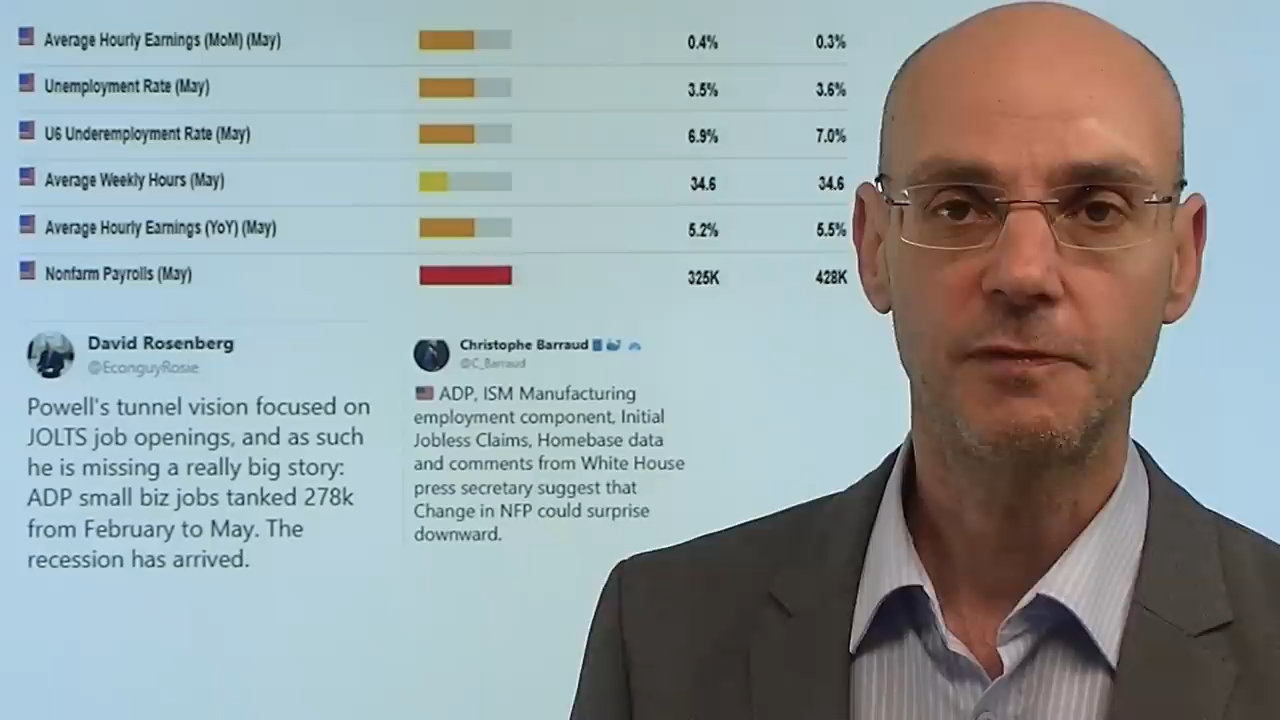 Average Hourly Earnings (MoM) (May) 0.4% 0.3%
Unemployment Rate (May) 3.5% 3.6%
U6 Underemployment Rate (May) 6.9% 7.0%
Average Weekly Hours (May) 34.6 34.6
Average Hourly Earnings (YoY) (May) 5.2% 5.5%
Nonfarm Payrolls (May) 325K 428K
David Rosenberg
@EconguyRosie
Powell's tunnel vision focused on
JOLTS job openings, and as such
he is missing a really big story:
ADP small biz jobs tanked 278k
from February to May. The
recession has arrived.
Christophe Barraud
@C_Barraud
ADP, ISM Manufacturing
employment component, Initial
Jobless Claims, Homebase data
and comments from White House
press secretary suggest that
Change in NFP could surprise
downward.